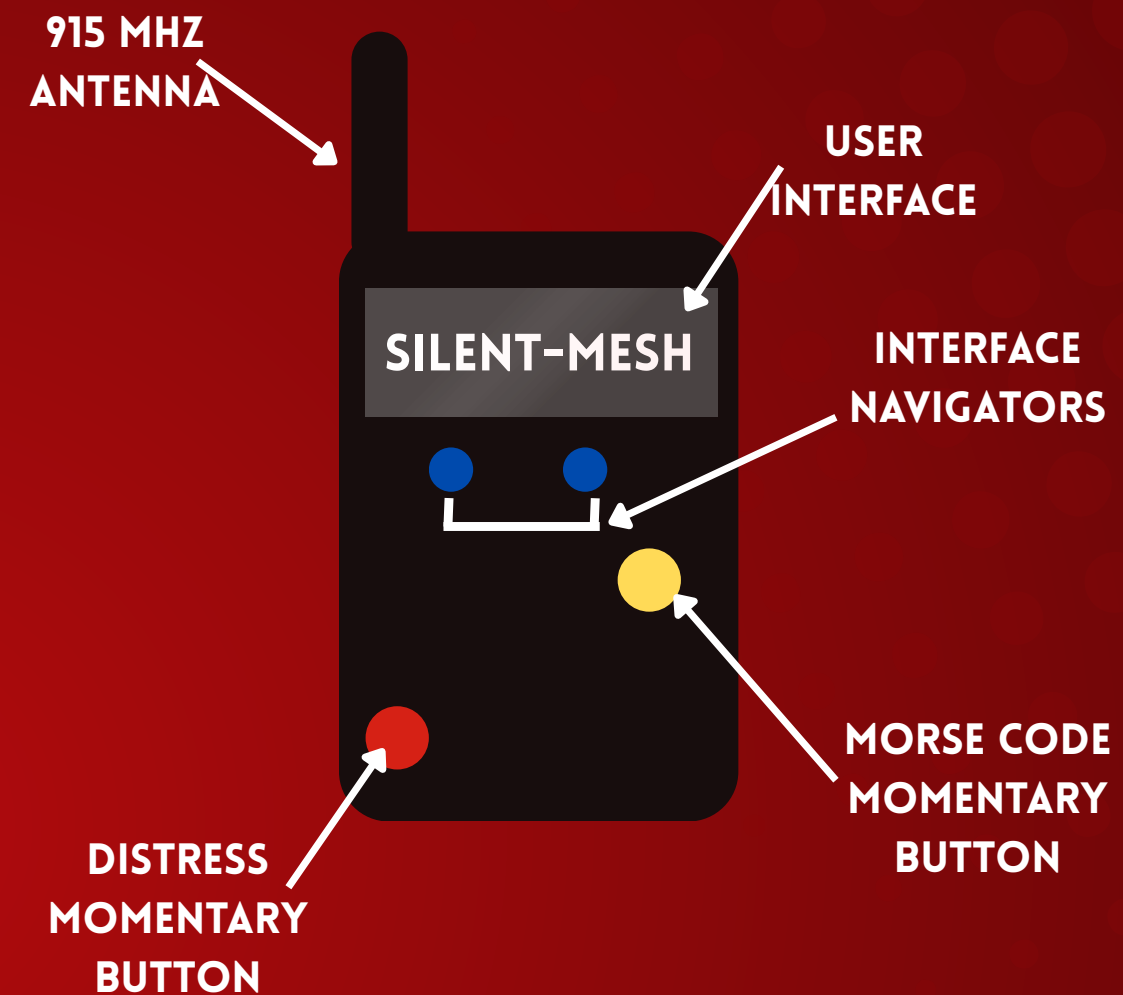 915 MHZ
ANTENNA
USER
INTERFACE
SILENT-MESH
INTERFACE
NAVIGATORS
MORSE CODE
MOMENTARY
BUTTON
DISTRESS
MOMENTARY
BUTTON